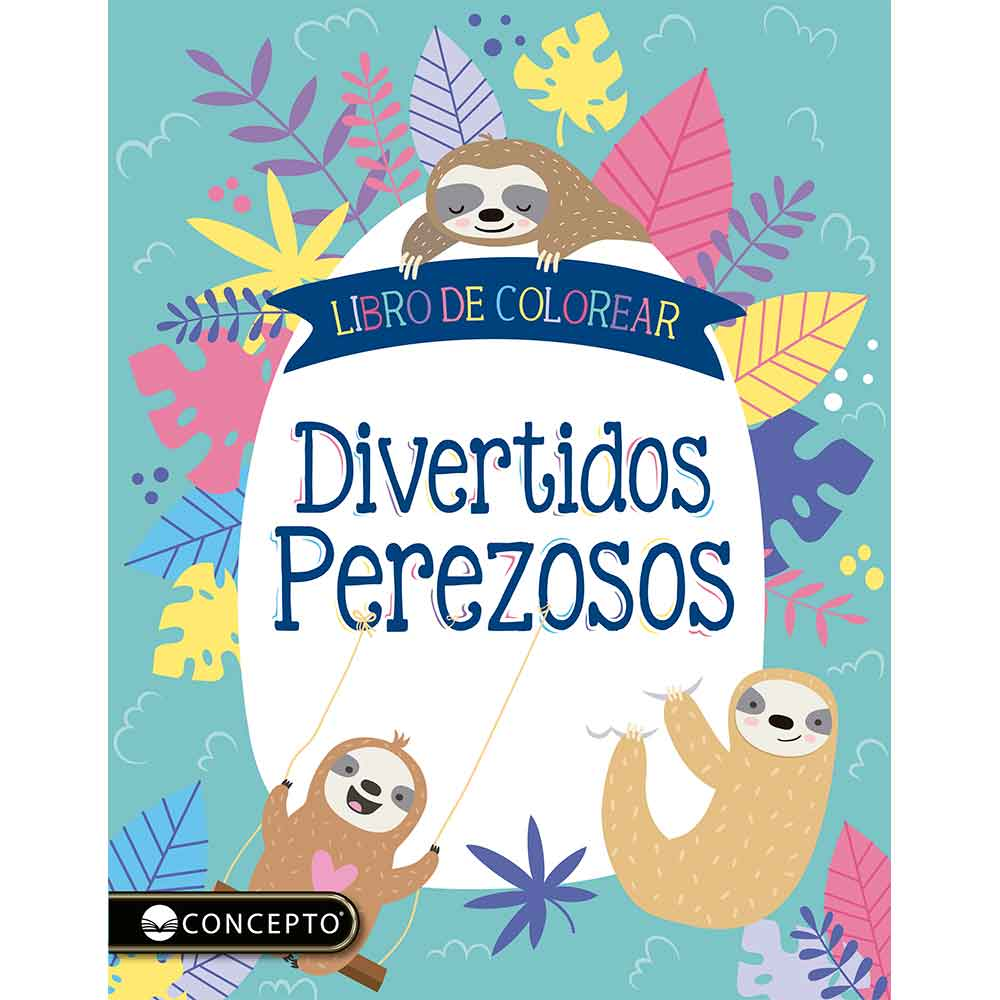 LIBRO DE COLOREAR
Divertidos
Perezosos
CONCEPTO®